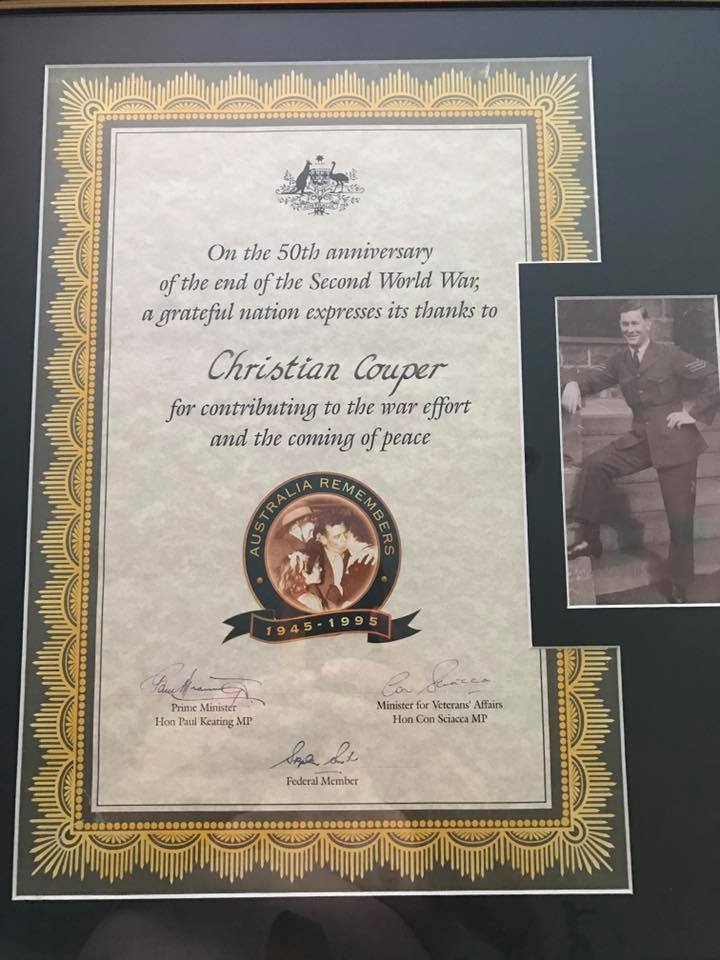 On the 50th anniversary
of the end of the Second World War,
a grateful nation expresses its thanks to
Christian Couper
for contributing to the war effort
and the coming of peace
AUSTRALIA REMEMBERS
1945-1995
Con Sciacca
Prime Minister
Hon Paul Keating MP
Minister for Veterans' Affairs
Hon Con Sciacca MP
Federal Member